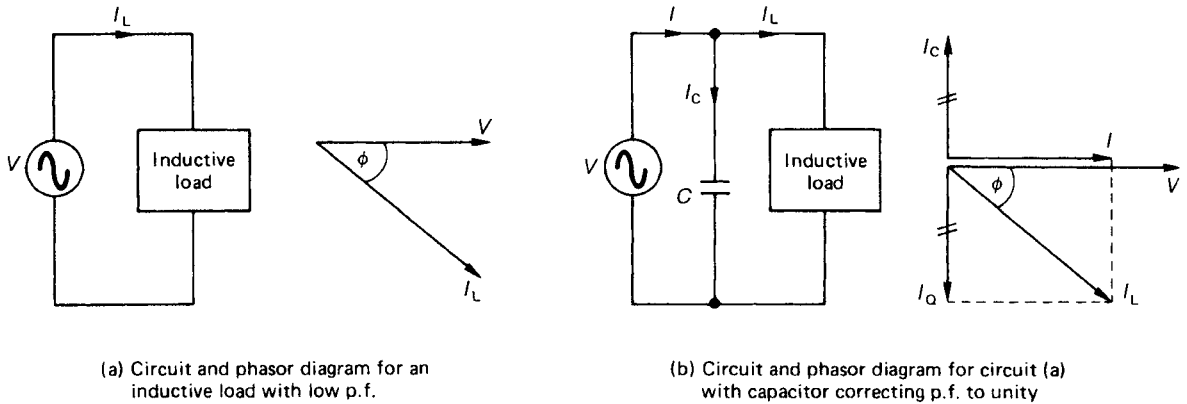 I_L
V
Inductive
load
V
ϕ
I_L
(a) Circuit and phasor diagram for an
inductive load with low p.f.
I
I_L
I_C
V
C
Inductive
load
I_C
I
ϕ
V
I_Q
I_L
(b) Circuit and phasor diagram for circuit (a)
with capacitor correcting p.f. to unity